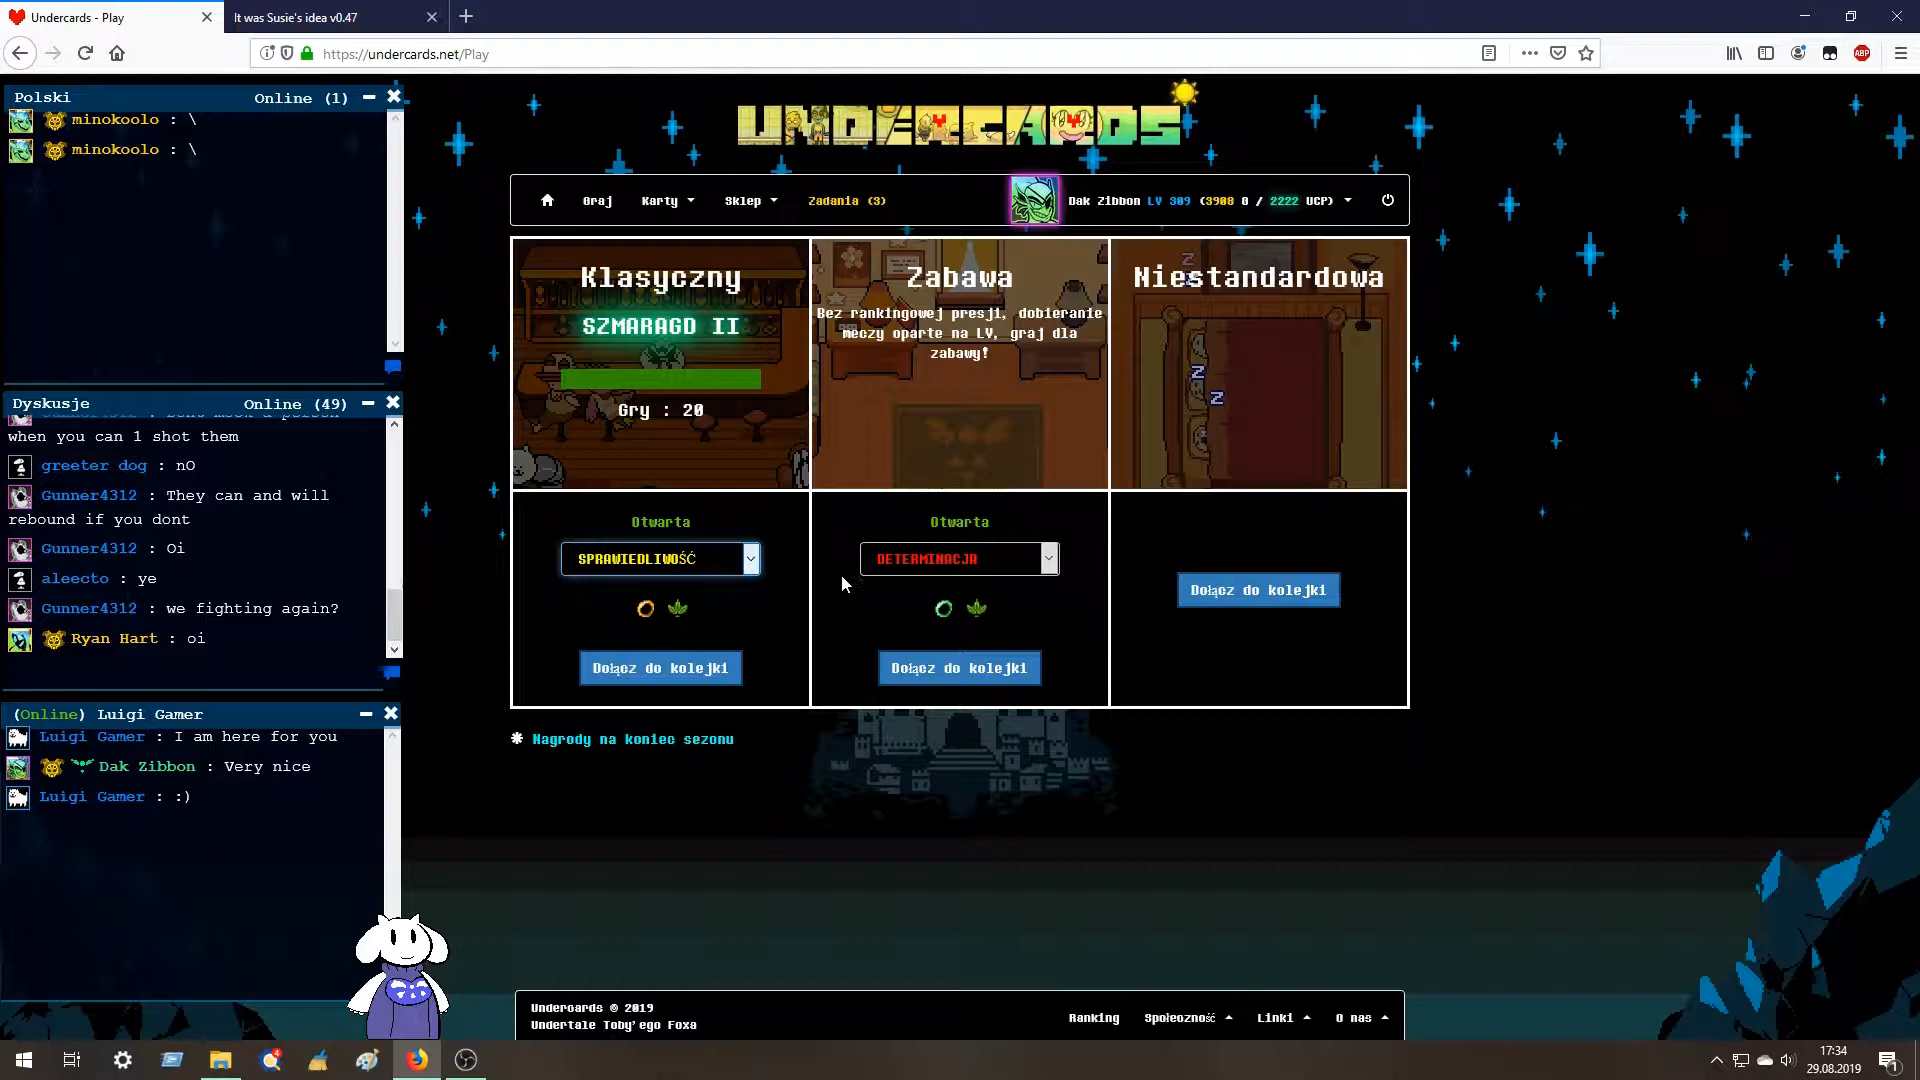 Undercards - Play
It was Susie's idea v0.47
https://undercards.net/Play
ABP
UNDERCARDS
Polski
Online (1)
minokoolo : \
minokoolo : \
Graj
Karty
Sklep
Zadania (3)
Dak Zibbon LV 309 (3908 G / 2222 UCP)
Klasyczny
SZMARAGD II
Gry : 20
Zabawa
Bez rankingowej presji, dobieranie
meczy oparte na LV, graj dla
zabawy!
Niestandardowa
Dyskusje
Online (49)
when you can 1 shot them
greeter dog : nO
Gunner4312 : They can and will
rebound if you dont
Gunner4312 : Oi
aleecto : ye
Gunner4312 : we fighting again?
Ryan Hart : oi
Otwarta
SPRAWIEDLIWOŚĆ
Dołącz do kolejki
Otwarta
DETERMINACJA
Dołącz do kolejki
Dołącz do kolejki
Nagrody na koniec sezonu
(Online) Luigi Gamer
Luigi Gamer : I am here for you
Dak Zibbon : Very nice
Luigi Gamer : :)
Undercards © 2019
Undertale Toby'ego Foxa
Ranking
Społeczność
Linki
O nas
4
17:34
29.08.2019
1